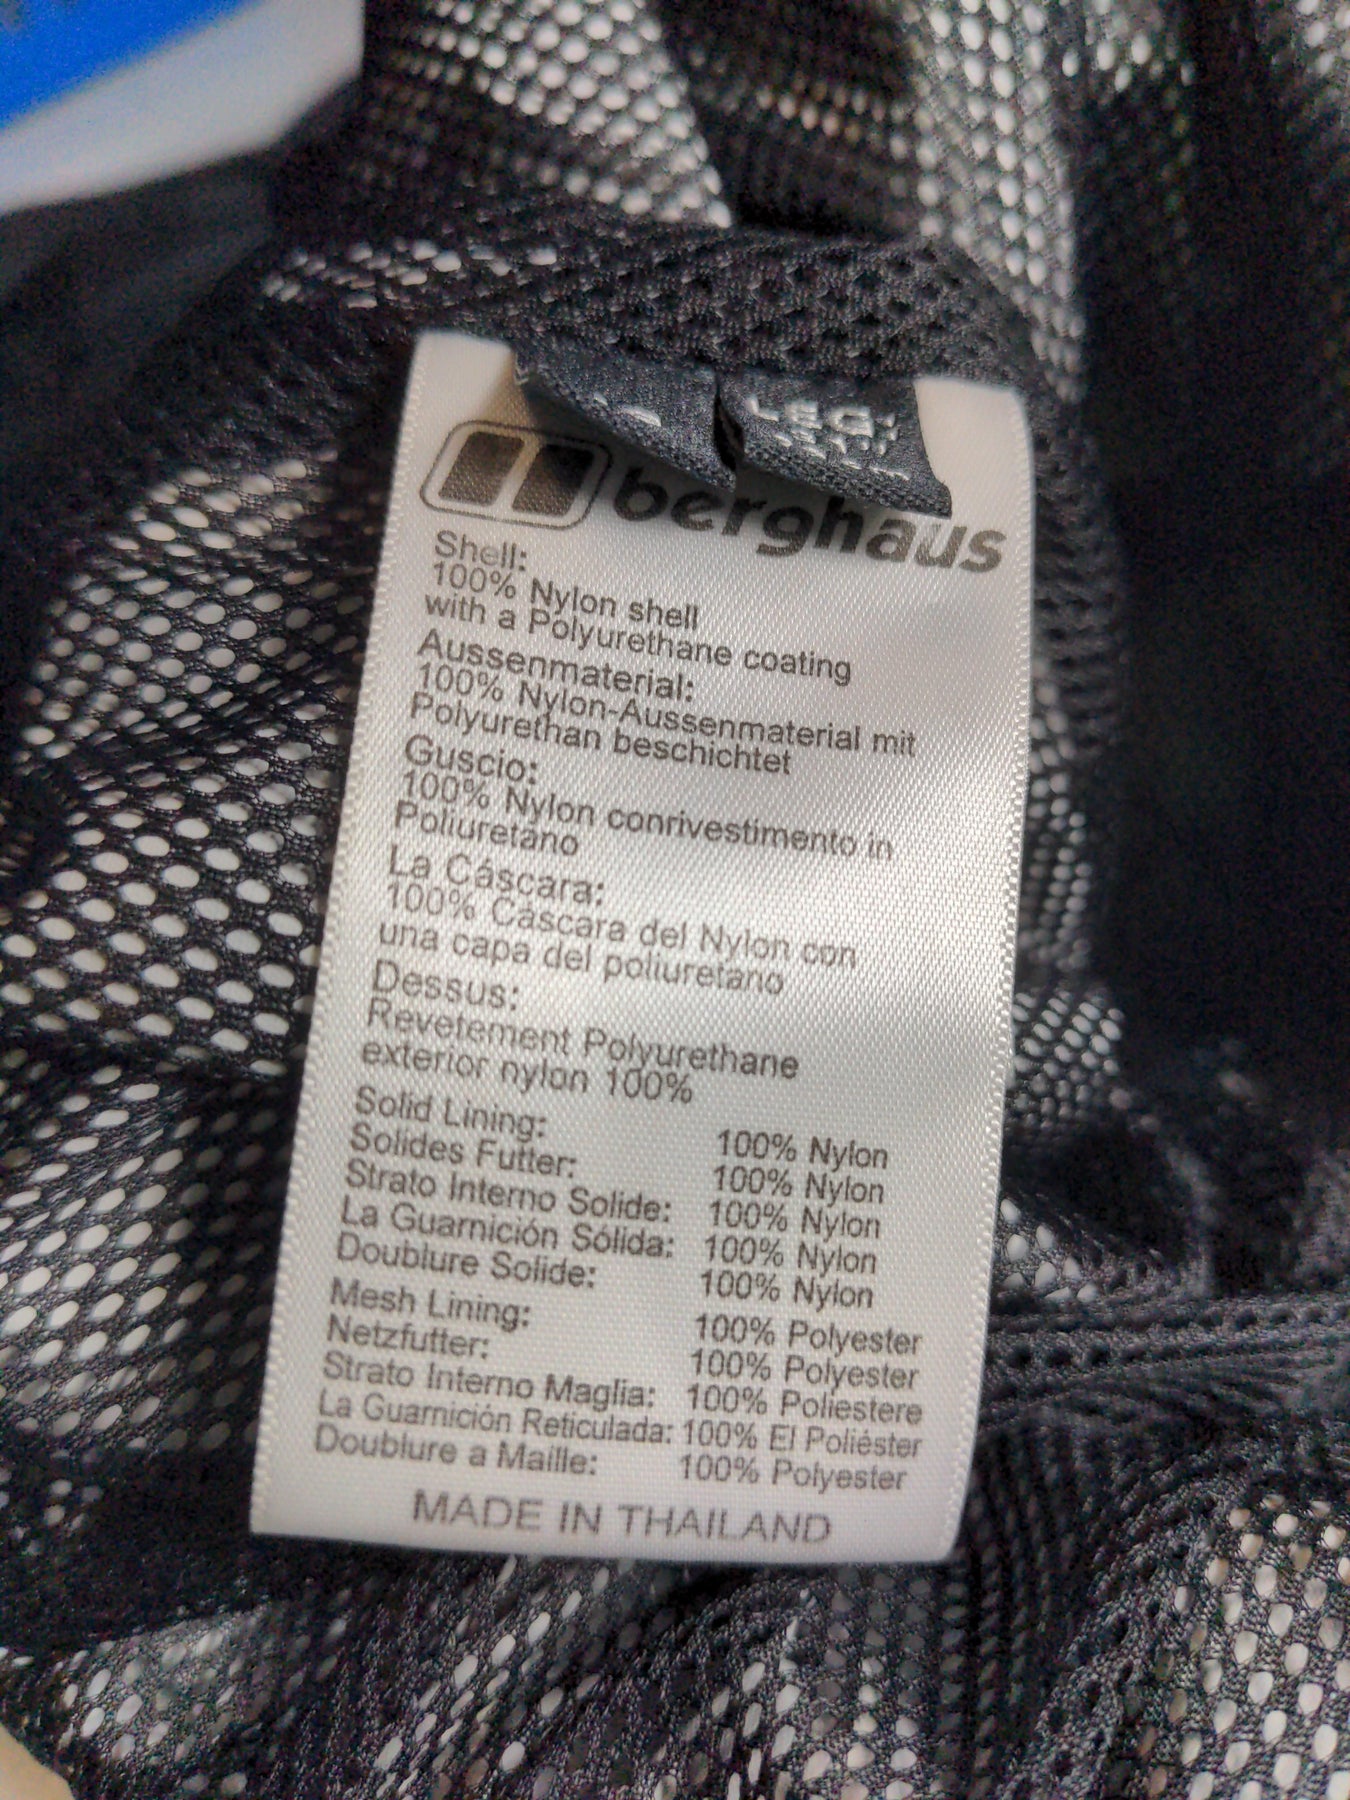 LEG:
berghaus
Shell:
100% Nylon shell
with a Polyurethane coating
Aussenmaterial:
100% Nylon-Aussenmaterial mit
Polyurethan beschichtet
Guscio:
100% Nylon conrivestimento in
Poliuretano
La Cáscara:
100% Cáscara del Nylon con
una capa del poliuretano
Dessus:
Revetement Polyurethane
exterior nylon 100%
Solid Lining: 100% Nylon
Solides Futter: 100% Nylon
Strato Interno Solide: 100% Nylon
La Guarnición Sólida: 100% Nylon
Doublure Solide: 100% Nylon
Mesh Lining: 100% Polyester
Netzfutter: 100% Polyester
Strato Interno Maglia: 100% Poliestere
La Guarnición Reticulada: 100% El Poliéster
Doublure a Maille: 100% Polyester
MADE IN THAILAND